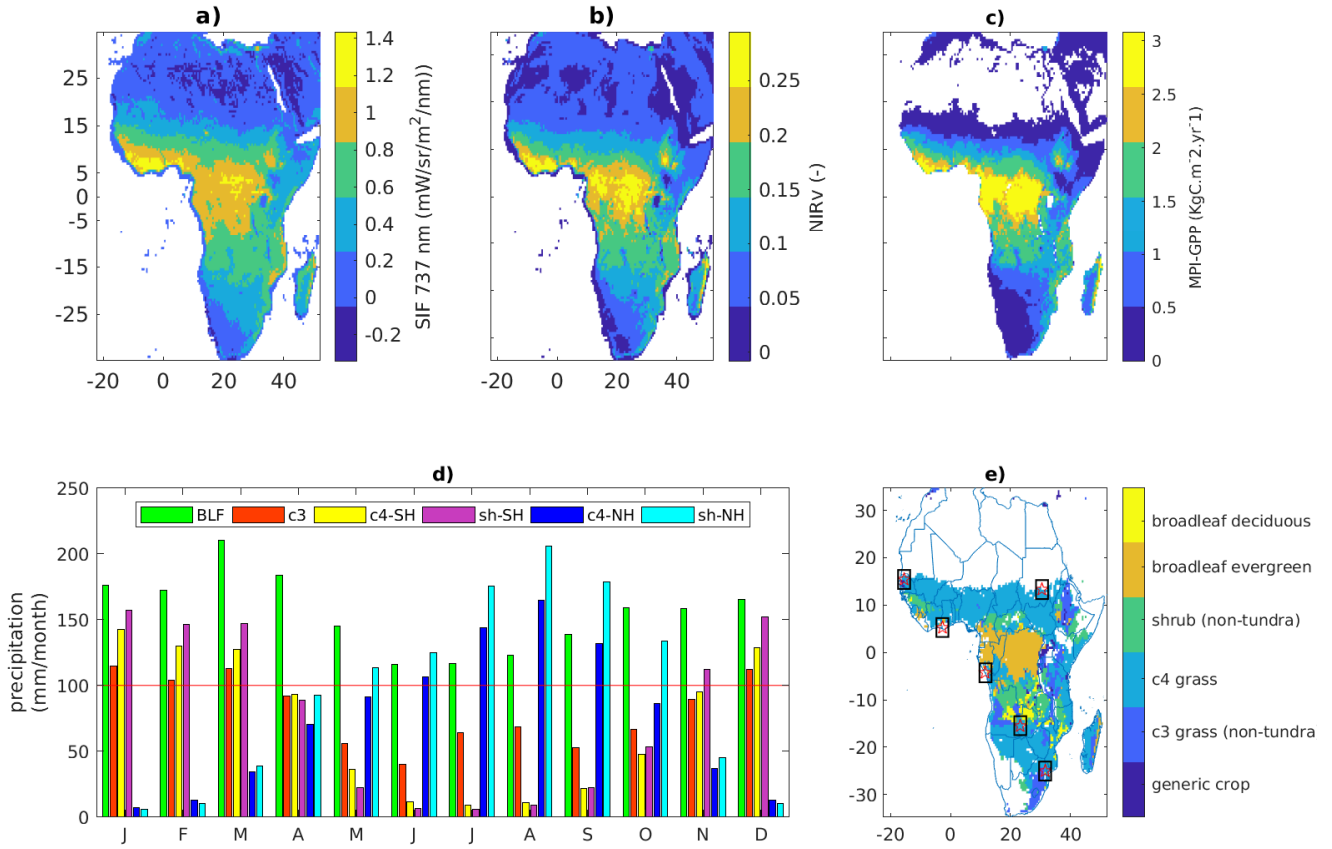 a)
b)
c)
25
15
5
0
-5
-15
-25
-20
0
20
40
1.4
1.2
1
0.8
0.6
0.4
0.2
0
-0.2
SIF 737 nm (mW/sr/m²/nm))
-20
0
20
40
0.25
0.2
0.15
0.1
0.05
0
NIRv (-)
-20
0
20
40
3
2.5
2
1.5
1
0.5
0
MPI-GPP (KgC.m⁻2.yr⁻1)
d)
250
200
150
100
50
0
precipitation
(mm/month)
BLF
c3
c4-SH
sh-SH
c4-NH
sh-NH
J F M A M J J A S O N D
e)
30
20
10
0
-10
-20
-30
-20
0
20
40
broadleaf deciduous
broadleaf evergreen
shrub (non-tundra)
c4 grass
c3 grass (non-tundra
generic crop